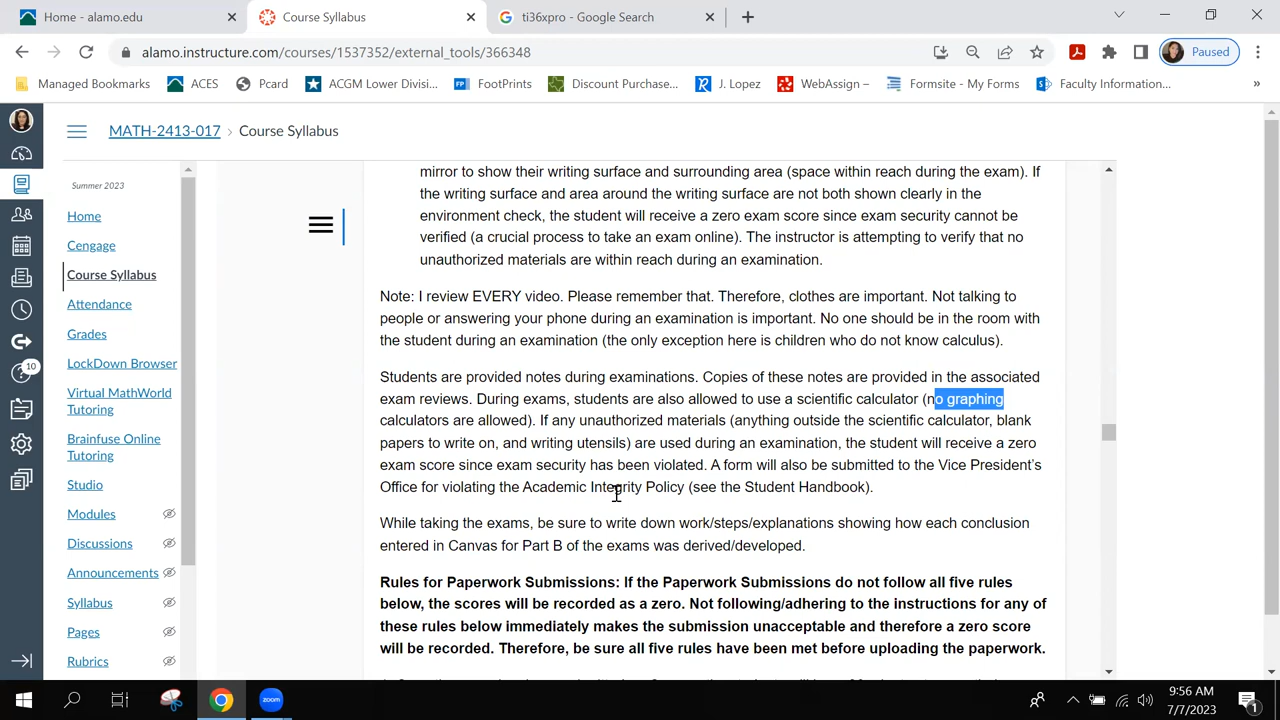 Home - alamo.edu
Course Syllabus
ti36xpro - Google Search
alamo.instructure.com/courses/1537352/external_tools/366348
Paused
Managed Bookmarks
ACES
Pcard
ACGM Lower Divisi...
FootPrints
Discount Purchase...
J. Lopez
WebAssign –
Formsite - My Forms
Faculty Information...
»
MATH-2413-017 › Course Syllabus
Summer 2023
Home
Cengage
Course Syllabus
Attendance
Grades
LockDown Browser
Virtual MathWorld
Tutoring
Brainfuse Online
Tutoring
Studio
Modules
Discussions
Announcements
Syllabus
Pages
Rubrics
10
mirror to show their writing surface and surrounding area (space within reach during the exam). If
the writing surface and area around the writing surface are not both shown clearly in the
environment check, the student will receive a zero exam score since exam security cannot be
verified (a crucial process to take an exam online). The instructor is attempting to verify that no
unauthorized materials are within reach during an examination.
Note: I review EVERY video. Please remember that. Therefore, clothes are important. Not talking to
people or answering your phone during an examination is important. No one should be in the room with
the student during an examination (the only exception here is children who do not know calculus).
Students are provided notes during examinations. Copies of these notes are provided in the associated
exam reviews. During exams, students are also allowed to use a scientific calculator (no graphing
calculators are allowed). If any unauthorized materials (anything outside the scientific calculator, blank
papers to write on, and writing utensils) are used during an examination, the student will receive a zero
exam score since exam security has been violated. A form will also be submitted to the Vice President's
Office for violating the Academic Integrity Policy (see the Student Handbook).
While taking the exams, be sure to write down work/steps/explanations showing how each conclusion
entered in Canvas for Part B of the exams was derived/developed.
Rules for Paperwork Submissions: If the Paperwork Submissions do not follow all five rules
below, the scores will be recorded as a zero. Not following/adhering to the instructions for any of
these rules below immediately makes the submission unacceptable and therefore a zero score
will be recorded. Therefore, be sure all five rules have been met before uploading the paperwork.
zoom
9:56 AM
7/7/2023
1